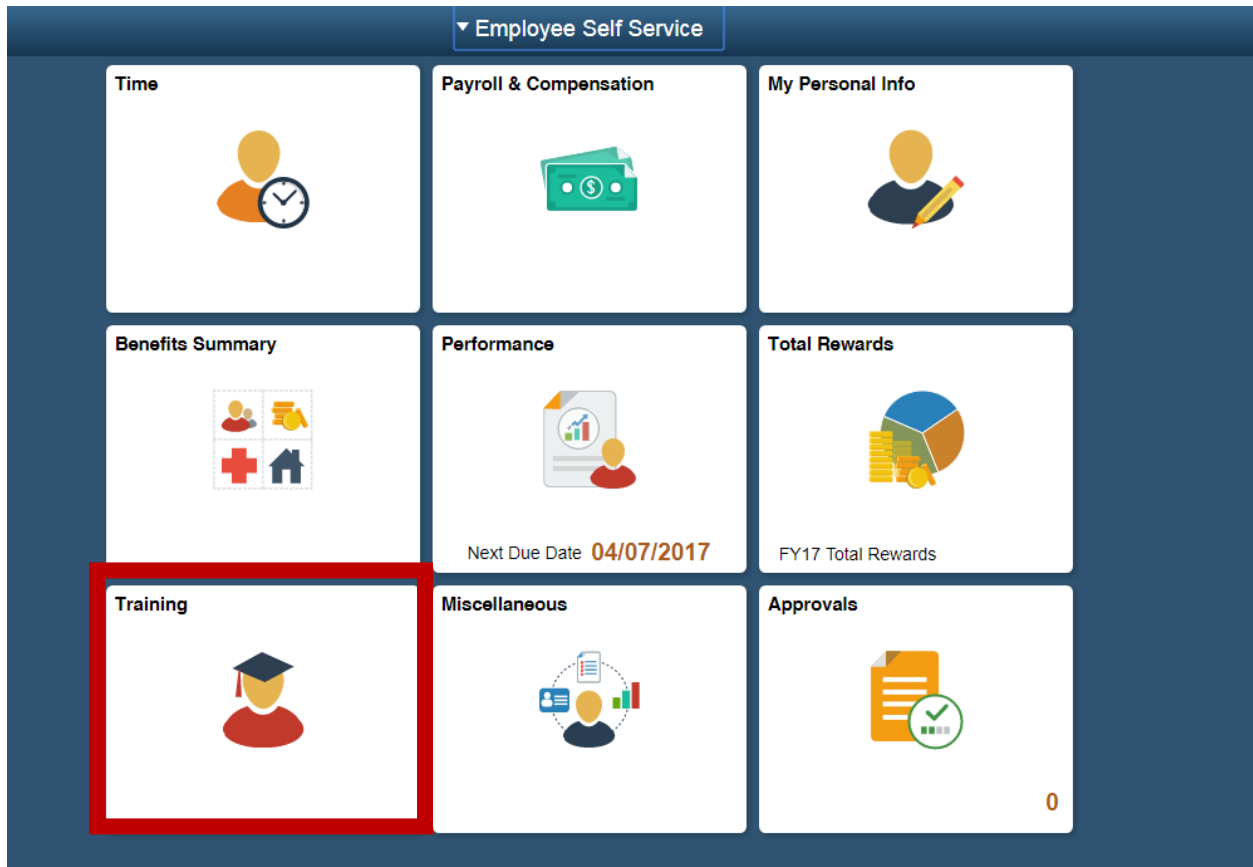 Employee Self Service
Time
Payroll & Compensation
My Personal Info
Benefits Summary
Performance
Total Rewards
Next Due Date 04/07/2017
FY17 Total Rewards
Training
Miscellaneous
Approvals
0